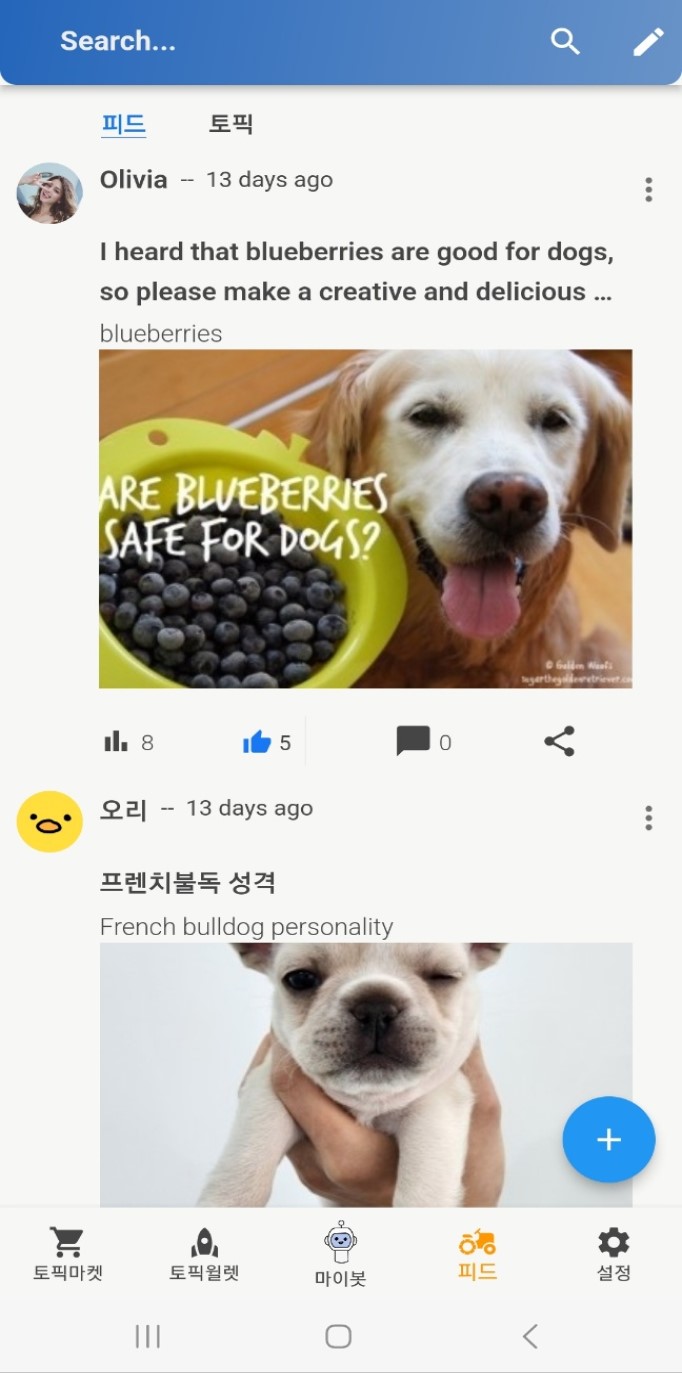 Search...
피드 토픽
Olivia -- 13 days ago
I heard that blueberries are good for dogs,
so please make a creative and delicious ...
blueberries
ARE BLUEBERRIES
SAFE FOR DOGS?
© Golden Woofs
sugarthegoldenretriever.co
8 5 0
오리 -- 13 days ago
프렌치불독 성격
French bulldog personality
토픽마켓 토픽월렛 마이봇 피드 설정